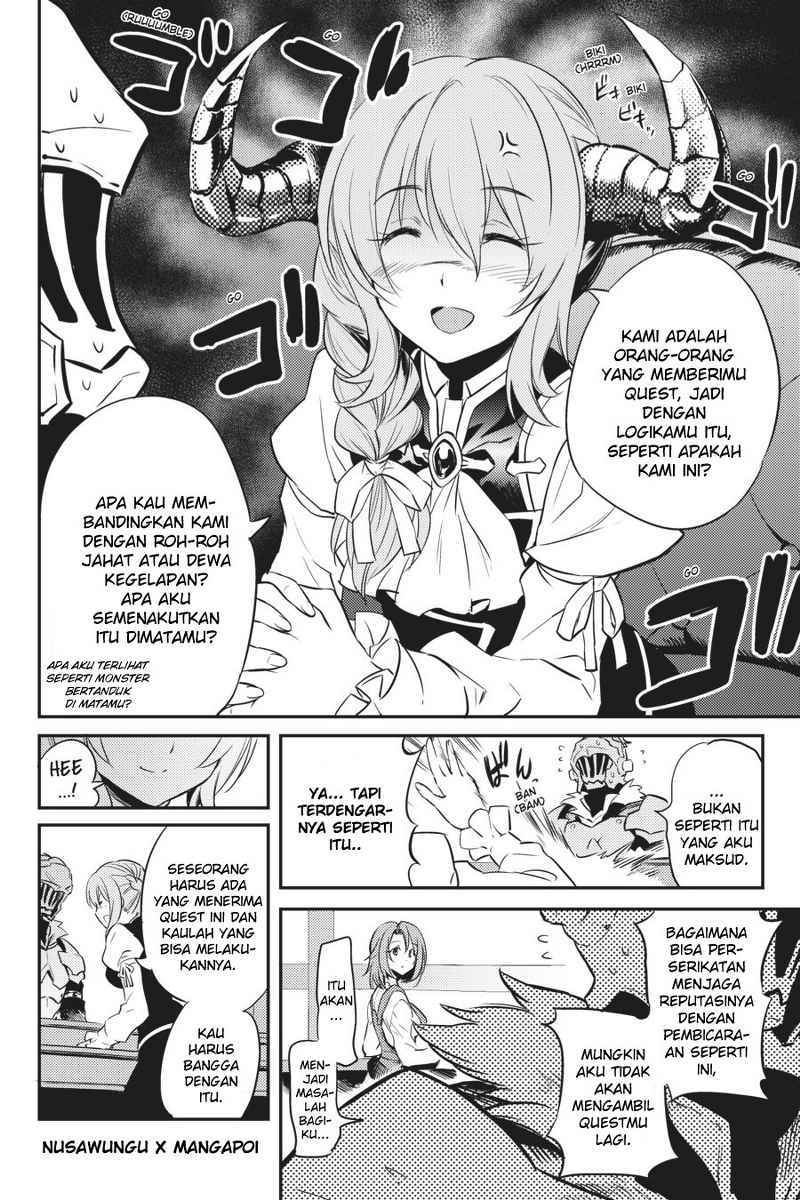 GO
(RUUUUMBLE)
ゴ
GO
ゴ
BIKI
(HRRRM)
ビキ
BIKI
ビキッ
GO
ゴ
GO
ゴ
GO
ゴ
KAMI ADALAH
ORANG-ORANG
YANG MEMBERIMU
QUEST, JADI
DENGAN
LOGIKAMU ITU,
SEPERTI APAKAH
KAMI INI?
APA KAU MEM-
BANDINGKAN KAMI
DENGAN ROH-ROH
JAHAT ATAU DEWA
KEGELAPAN?
APA AKU
SEMENAKUTKAN
ITU DIMATAMU?
APA AKU TERLIHAT
SEPERTI MONSTER
BERTANDUK
DI MATAMU?
...
BUKAN
SEPERTI ITU
YANG AKU
MAKSUD.
ばん
BAN
(BAM)
YA... TAPI
TERDENGAR-
NYA SEPERTI
ITU..
BAGAIMANA
BISA PER-
SERIKATAN
MENJAGA
REPUTASINYA
DENGAN
PEMBICARA-
AN SEPERTI
INI,
MUNGKIN
AKU TIDAK
AKAN
MENGAMBIL
QUESTMU
LAGI.
ITU
AKAN
...
MEN-
JADI
MASA-
LAH
BAGI-
KU...
HEE
...!
SESEORANG
HARUS ADA
YANG MENERIMA
QUEST INI DAN
KAULAH YANG
BISA MELAKU-
KANNYA.
KAU
HARUS
BANGGA
DENGAN
ITU.
NUSAWUNGU X MANGAPOI